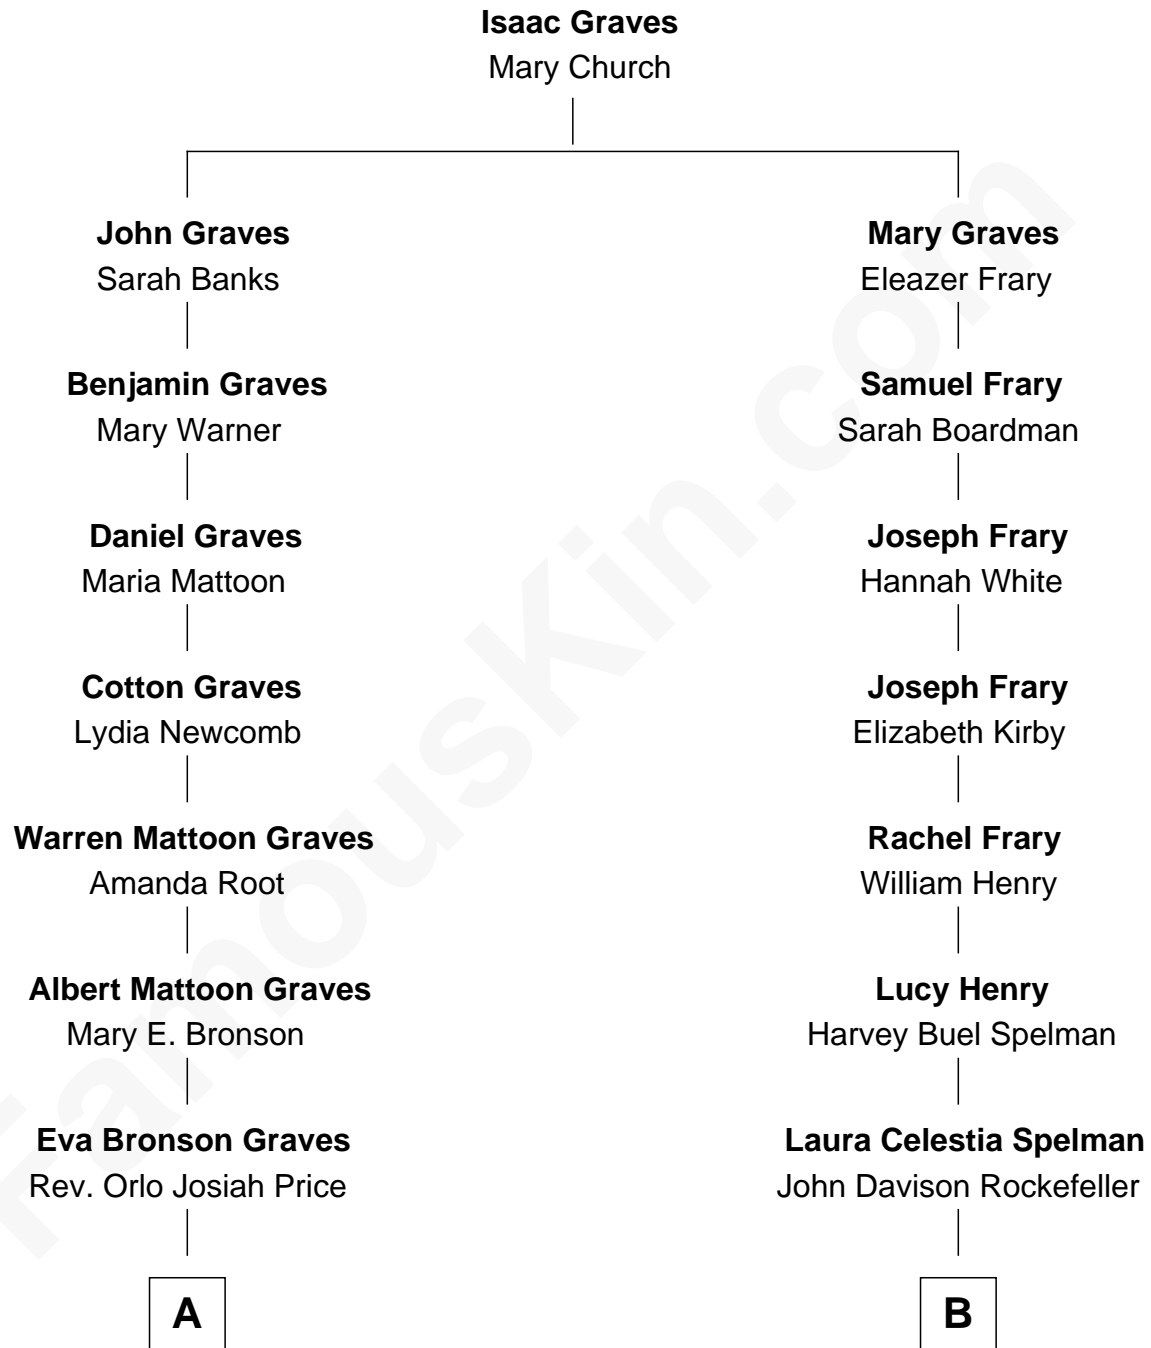 Isaac Graves
Mary Church
John Graves
Sarah Banks
Mary Graves
Eleazer Frary
Benjamin Graves
Mary Warner
Samuel Frary
Sarah Boardman
Daniel Graves
Maria Mattoon
Joseph Frary
Hannah White
Cotton Graves
Lydia Newcomb
Joseph Frary
Elizabeth Kirby
Warren Mattoon Graves
Amanda Root
Rachel Frary
William Henry
Albert Mattoon Graves
Mary E. Bronson
Lucy Henry
Harvey Buel Spelman
Eva Bronson Graves
Rev. Orlo Josiah Price
Laura Celestia Spelman
John Davison Rockefeller
A
B
FamousKin.com